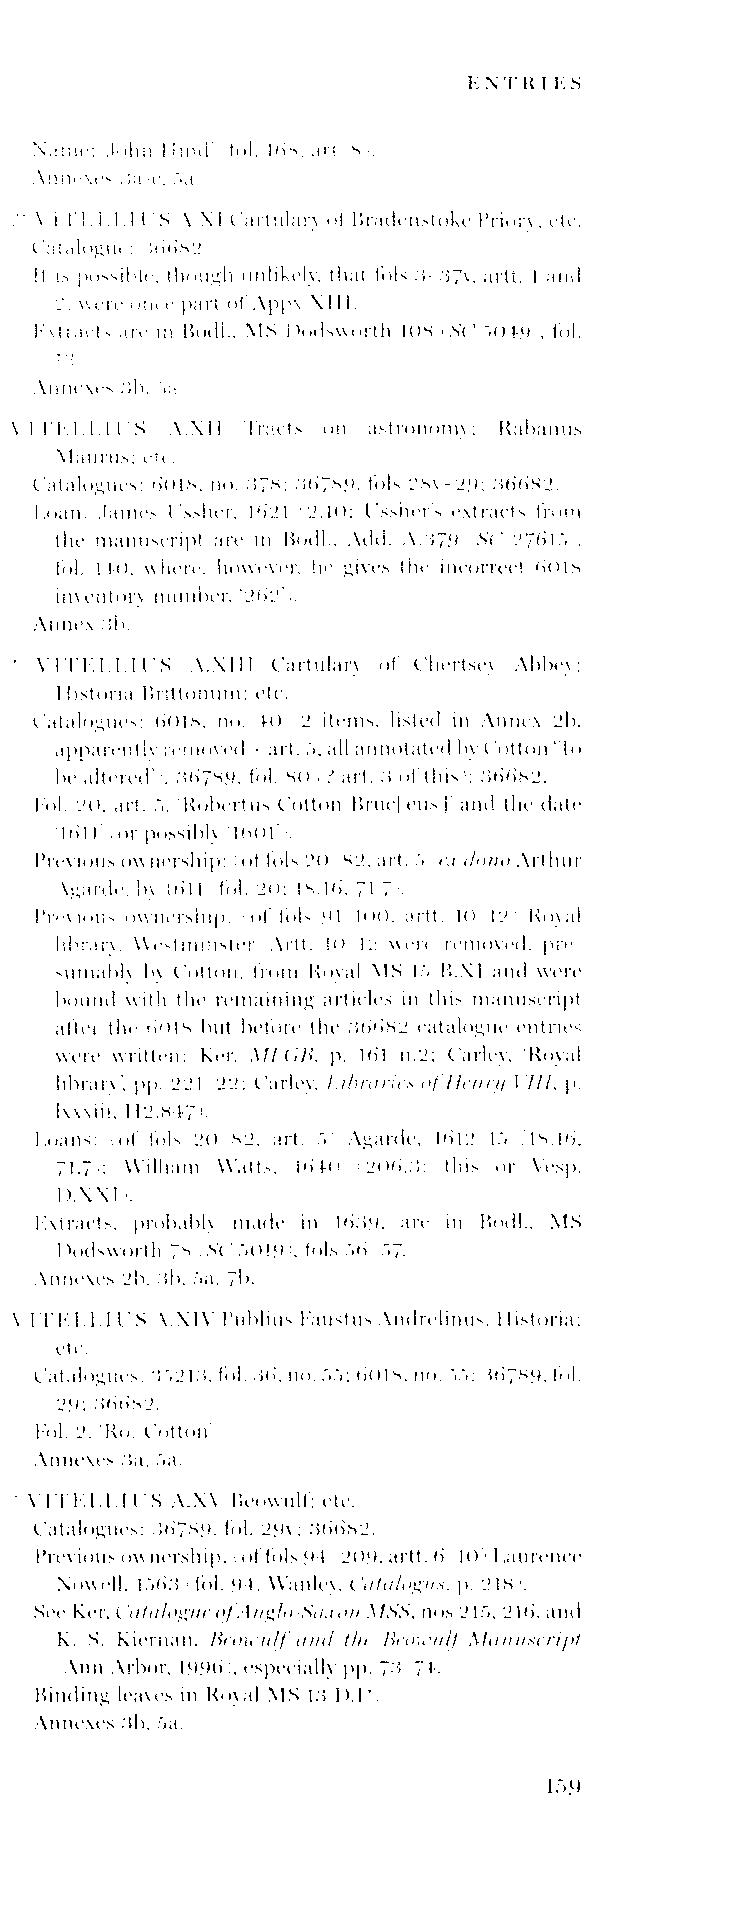 ENTRIES
Name: 'John Hind' fol. 168, art. 8
Annexes 3a-c, 5a
VITELLIUS A.XI Cartulary of Bradenstoke Priory, etc.
Catalogue: 36682
It is possible, though unlikely, that fols 3-37v, artt. 1 and
2, were once part of Appx XIII.
Extracts are in Bodl., MS Dodsworth 108 (SC 5049), fol.
Annexes 3b, 5a
VITELLIUS A.XII Tracts on astronomy; Rabanus
Maurus; etc.
Catalogues: 6018, no. 378; 36789, fols 28v-29; 36682.
Loan: James Ussher, 1621 (2.40; Ussher's extracts from
the manuscript are in Bodl., Add. A.379 (SC 27615),
fol. 140, where, however, he gives the incorrect 6018
inventory number, '262').
Annex 3b.
VITELLIUS A.XIII Cartulary of Chertsey Abbey;
Historia Brittonum; etc.
Catalogues: 6018, no. 40 (2 items, listed in Annex 2b,
apparently removed + art. 5, all annotated by Cotton 'To
be altered'); 36789, fol. 80 (? art. 3 of this); 36682.
Fol. 20, art. 5, 'Robertus Cotton Bruc[eus]' and the date
'1611' (or possibly '1601').
Previous ownership: (of fols 20-82, art. 5) ex dono Arthur
Agarde, by 1611 (fol. 20; 48.16, 71.7).
Previous ownership: (of fols 91-100, artt. 10-12) Royal
library, Westminster. Artt. 10-12 were removed, pre-
sumably by Cotton, from Royal MS 15 B.XI and were
bound with the remaining articles in this manuscript
after the 6018 but before the 36682 catalogue entries
were written: Ker, MLGB, p. 161 n.2; Carley, 'Royal
library', pp. 221-22; Carley, Libraries of Henry VIII, p.
lxxxiii, H2.847).
Loans: (of fols 20-82, art. 5) Agarde, 1612-15 (48.16,
71.7); William Watts, 1640 (206.3: this or Vesp.
D.XXI).
Extracts, probably made in 1639, are in Bodl., MS
Dodsworth 78 (SC 5019), fols 56-57.
Annexes 2b, 3b, 5a, 7b.
VITELLIUS A.XIV Publius Faustus Andrelinus, Historia;
etc.
Catalogues: 35213, fol. 36, no. 55; 6018, no. 55; 36789, fol.
29; 36682.
Fol. 2, 'Ro. Cotton'
Annexes 3a, 5a.
VITELLIUS A.XV Beowulf; etc.
Catalogues: 36789, fol. 29v; 36682.
Previous ownership: (of fols 94-209, artt. 6-10) Laurence
Nowell, 1563 (fol. 94, Wanley, Catalogus, p. 218).
See Ker, Catalogue of Anglo-Saxon MSS, nos 215, 216, and
K. S. Kiernan, Beowulf and the Beowulf Manuscript
(Ann Arbor, 1996), especially pp. 73-74.
Binding leaves in Royal MS 13 D.I*.
Annexes 3b, 5a.
159